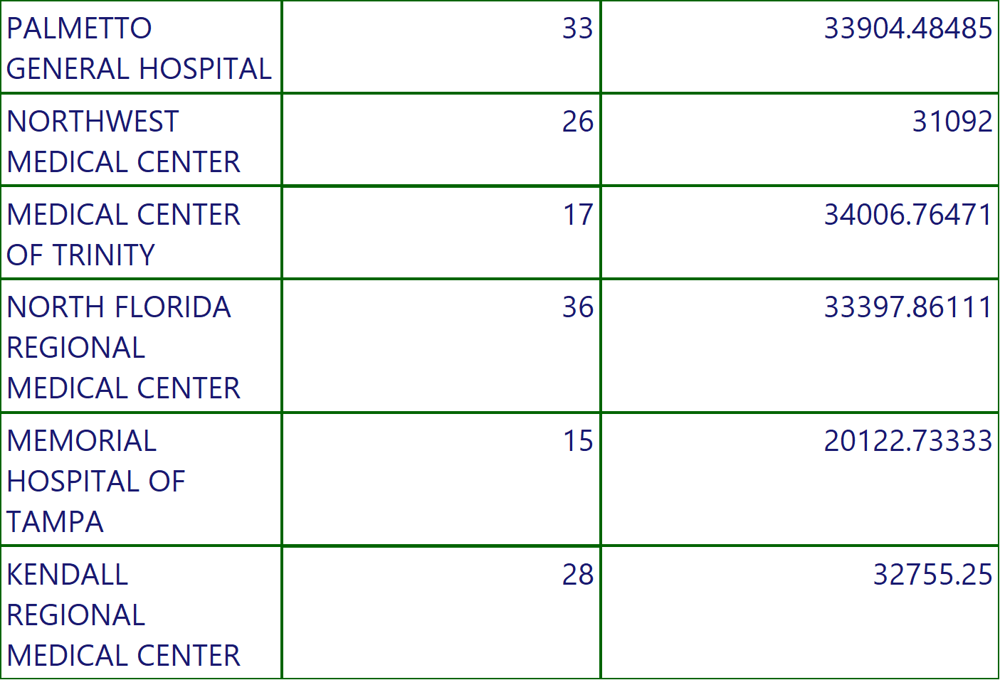 PALMETTO 33 33904.48485
GENERAL HOSPITAL
NORTHWEST 26 31092
MEDICAL CENTER
MEDICAL CENTER 17 34006.76471
OF TRINITY
NORTH FLORIDA 36 33397.86111
REGIONAL
MEDICAL CENTER
MEMORIAL 15 20122.73333
HOSPITAL OF
TAMPA
KENDALL 28 32755.25
REGIONAL
MEDICAL CENTER